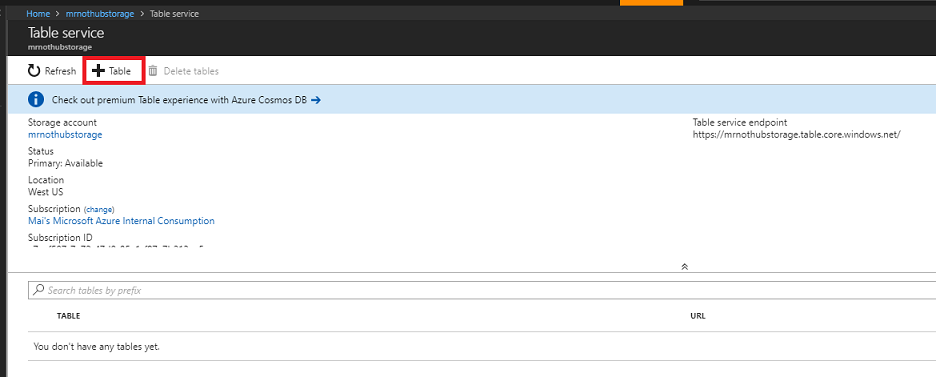 Home > mrnothubstorage > Table service
Table service
mrnothubstorage
Refresh Table Delete tables
Check out premium Table experience with Azure Cosmos DB →
Storage account
mrnothubstorage
Table service endpoint
https://mrnothubstorage.table.core.windows.net/
Status
Primary: Available
Location
West US
Subscription (change)
Mai's Microsoft Azure Internal Consumption
Subscription ID
Search tables by prefix
TABLE URL
You don't have any tables yet.